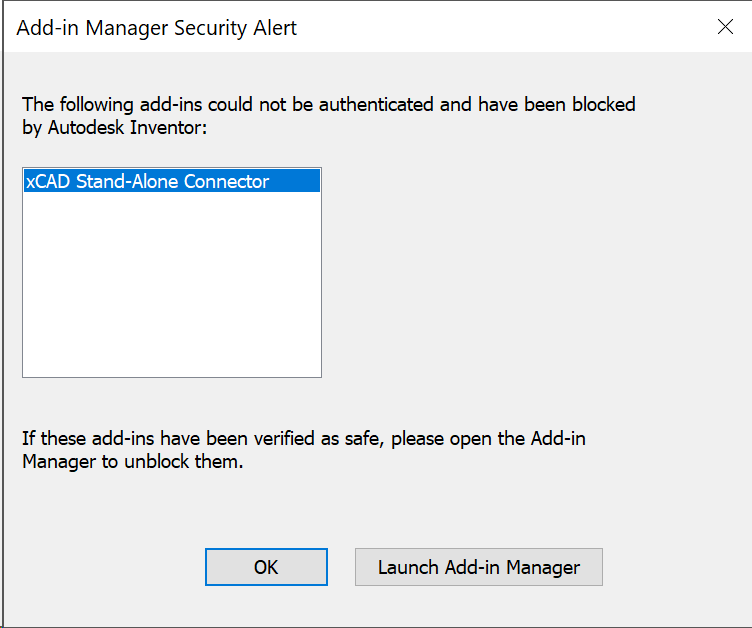 Add-in Manager Security Alert
The following add-ins could not be authenticated and have been blocked
by Autodesk Inventor:
xCAD Stand-Alone Connector
If these add-ins have been verified as safe, please open the Add-in
Manager to unblock them.
OK
Launch Add-in Manager